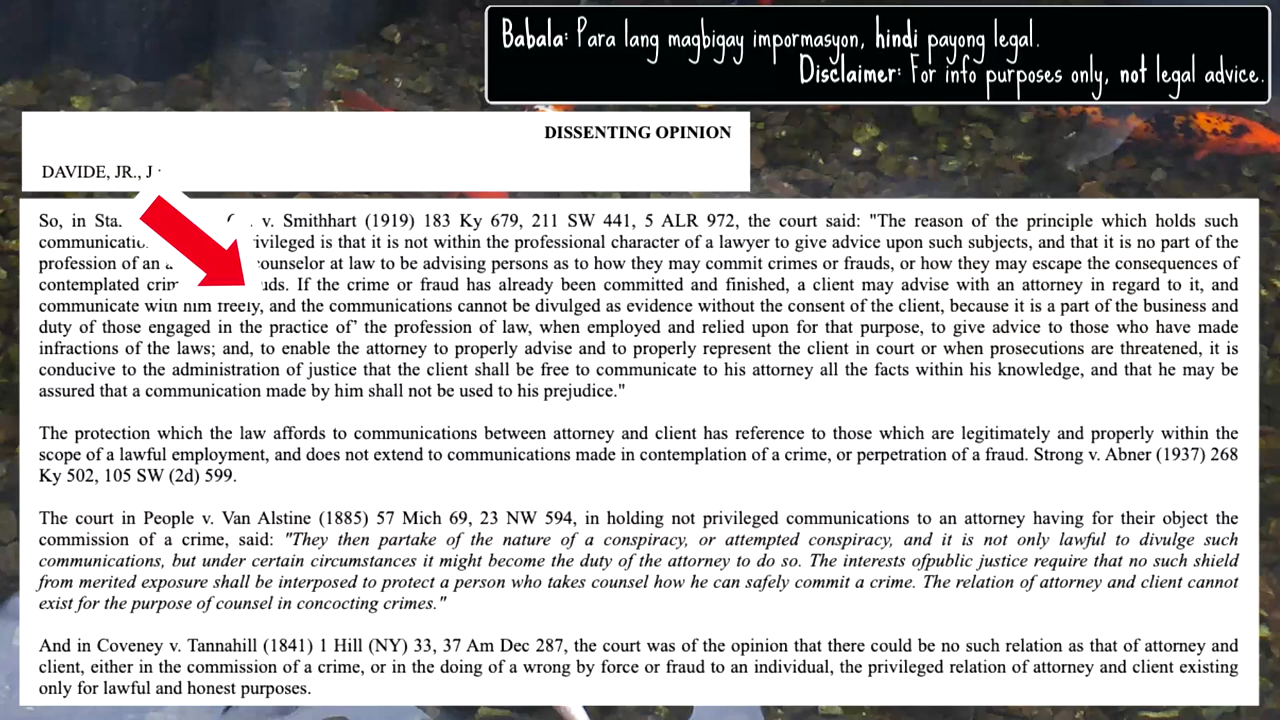 Babala: Para lang magbigay impormasyon, hindi payong legal.
Disclaimer: For info purposes only, not legal advice.
DISSENTING OPINION
DAVIDE, JR., J
So, in Sta. v. Smithhart (1919) 183 Ky 679, 211 SW 441, 5 ALR 972, the court said: "The reason of the principle which holds such
is that it is not within the professional character of a lawyer to give advice upon such subjects, and that it is no part of the
profession of an at law to be advising persons as to how they may commit crimes or frauds, or how they may escape the consequences of
contemplated If the crime or fraud has already been committed and finished, a client may advise with an attorney in regard to it, and
communicate with him freely, and the communications cannot be divulged as evidence without the consent of the client, because it is a part of the business and
duty of those engaged in the practice of' the profession of law, when employed and relied upon for that purpose, to give advice to those who have made
infractions of the laws; and, to enable the attorney to properly advise and to properly represent the client in court or when prosecutions are threatened, it is
conducive to the administration of justice that the client shall be free to communicate to his attorney all the facts within his knowledge, and that he may be
assured that a communication made by him shall not be used to his prejudice."
The protection which the law affords to communications between attorney and client has reference to those which are legitimately and properly within the
scope of a lawful employment, and does not extend to communications made in contemplation of a crime, or perpetration of a fraud. Strong v. Abner (1937) 268
Ky 502, 105 SW (2d) 599.
The court in People v. Van Alstine (1885) 57 Mich 69, 23 NW 594, in holding not privileged communications to an attorney having for their object the
commission of a crime, said: "They then partake of the nature of a conspiracy, or attempted conspiracy, and it is not only lawful to divulge such
communications, but under certain circumstances it might become the duty of the attorney to do so. The interests ofpublic justice require that no such shield
from merited exposure shall be interposed to protect a person who takes counsel how he can safely commit a crime. The relation of attorney and client cannot
exist for the purpose of counsel in concocting crimes."
And in Coveney v. Tannahill (1841) 1 Hill (NY) 33, 37 Am Dec 287, the court was of the opinion that there could be no such relation as that of attorney and
client, either in the commission of a crime, or in the doing of a wrong by force or fraud to an individual, the privileged relation of attorney and client existing
only for lawful and honest purposes.